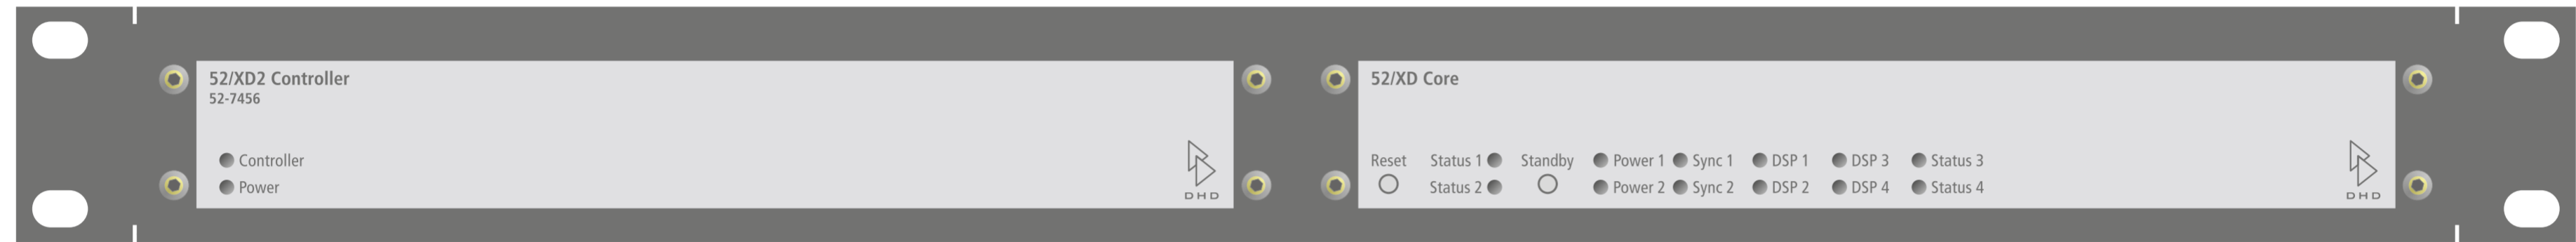 52/XD2 Controller
52-7456
Controller
Power
DHD
52/XD Core
Reset Status 1 Standby Power 1 Sync 1 DSP 1 DSP 3 Status 3
Status 2 Power 2 Sync 2 DSP 2 DSP 4 Status 4
DHD